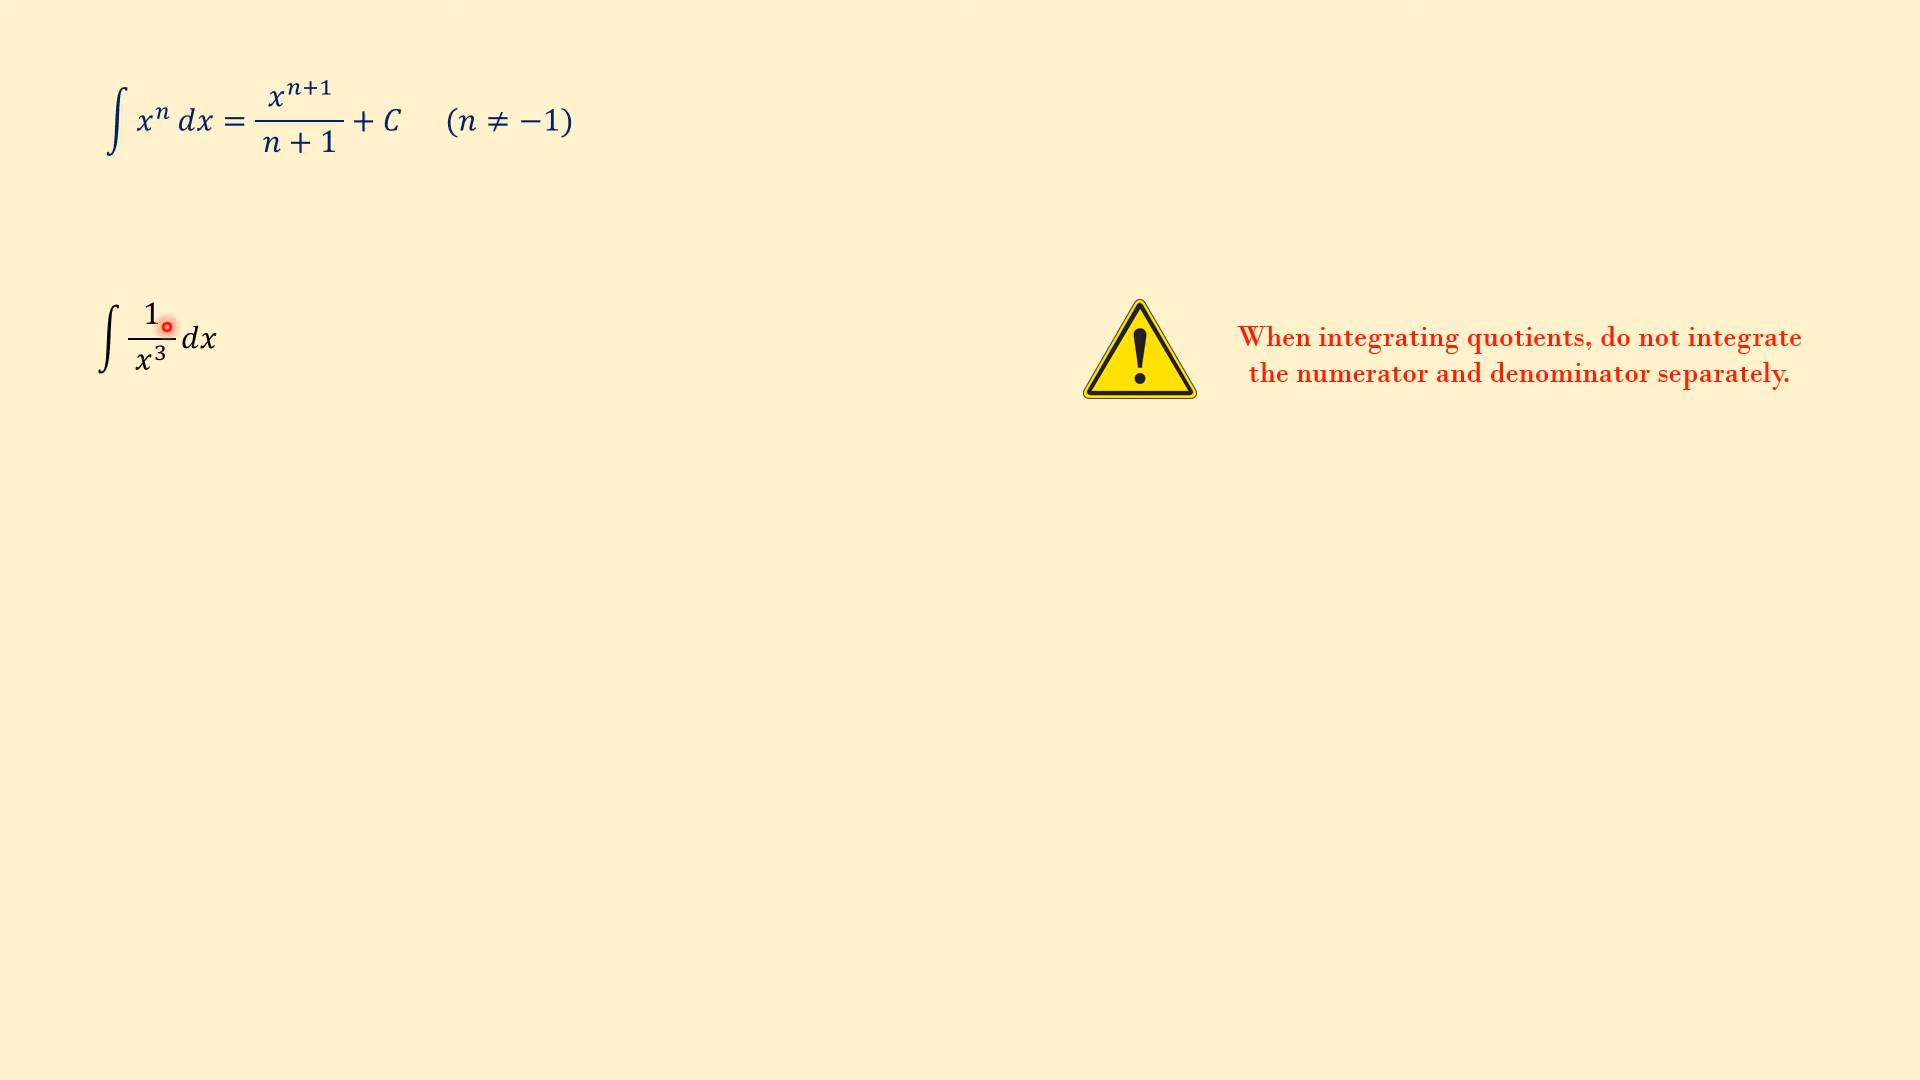 ∫ xⁿ dx = xⁿ⁺¹/(n + 1) + C (n ≠ −1)
∫ 1/x³ dx
When integrating quotients, do not integrate
the numerator and denominator separately.